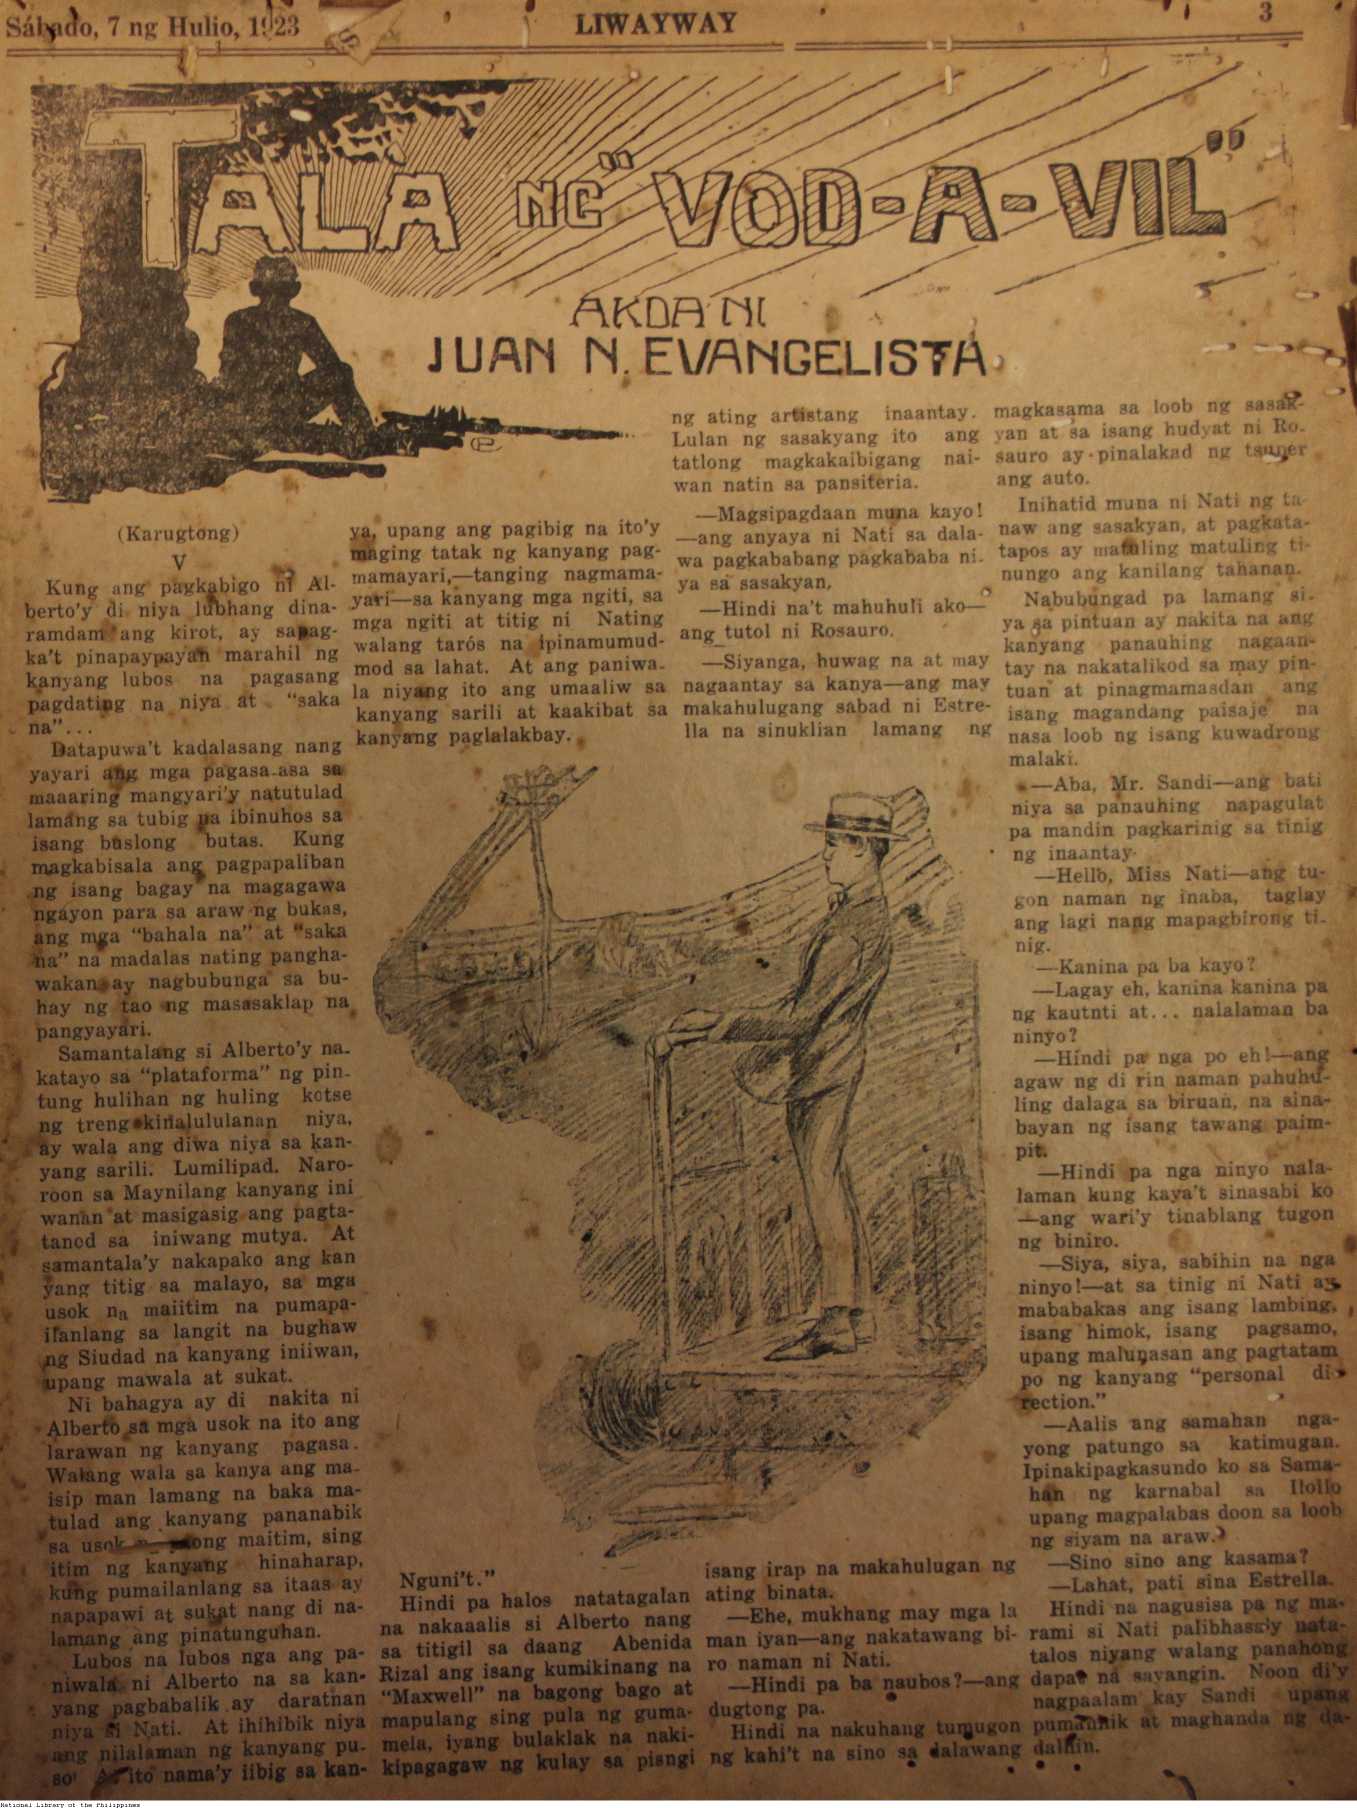 Sábado, 7 ng Hulio, 1923
LIWAYWAY
3
TALA NG "VOD-A-VIL"
AKDA NI
JUAN N. EVANGELISTA
(Karugtong)
V
Kung ang pagkabigo ni Al-
berto'y di niya lubhang dina-
ramdam ang kirot, ay sapag-
ka't pinapaypayan marahil ng
kanyang lubos na pagasang
pagdating na niya at "saka
na"...
Datapuwa't kadalasang nang
yayari ang mga pagasa-asa sa
maaaring mangyari'y natutulad
lamang sa tubig na ibinuhos sa
isang buslong butas. Kung
magkabisala ang pagpapaliban
ng isang bagay na magagawa
ngayon para sa araw ng bukas,
ang mga "bahala na" at "saka
na" na madalas nating pangha-
wakan ay nagbubunga sa bu-
hay ng tao ng masasaklap na
pangyayari.
Samantalang si Alberto'y na-
katayo sa "plataforma" ng pin-
tung hulihan ng huling kotse
ng treng kinalululanan niya,
ay wala ang diwa niya sa kan-
yang sarili. Lumilipad. Naro-
roon sa Maynilang kanyang ini
wanan at masigasig ang pagta-
tanod sa iniwang mutya. At
samantala'y nakapako ang kan
yang titig sa malayo, sa mga
usok na maiitim na pumapa-
ilanlang sa langit na bughaw
ng Siudad na kanyang iniiwan,
upang mawala at sukat.
Ni bahagya ay di nakita ni
Alberto sa mga usok na ito ang
larawan ng kanyang pagasa.
Walang wala sa kanya ang ma-
isip man lamang na baka ma-
tulad ang kanyang pananabik
sa usok maitim, sing
itim ng kanyang hinaharap,
kung pumailanlang sa itaas ay
napapawi at sukat nang di na-
lamang ang pinatunguhan.
Lubos na lubos nga ang pa-
niwala ni Alberto na sa kan-
yang pagbabalik ay daratnan
niya si Nati. At ihihibik niya
ang nilalaman ng kanyang pu-
so! At ito nama'y iibig sa kan-
ya, upang ang pagibig na ito'y
maging tatak ng kanyang pag-
mamayari,—tanging nagmama-
yari—sa kanyang mga ngiti, sa
mga ngiti at titig ni Nating
walang tarós na ipinamumud-
mod sa lahat. At ang paniwa-
la niyang ito ang umaaliw sa
kanyang sarili at kaakibat sa
kanyang paglalakbay.
Nguni't."
Hindi pa halos natatagalan
na nakaaalis si Alberto nang
sa titigil sa daang Abenida
Rizal ang isang kumikinang na
"Maxwell" na bagong bago at
mapulang sing pula ng guma-
mela, iyang bulaklak na naki-
kipagagaw ng kulay sa pisngi
ng ating artistang inaantay.
Lulan ng sasakyang ito ang
tatlong magkakaibigang nai-
wan natin sa pansiteria.
—Magsipagdaan muna kayo!
—ang anyaya ni Nati sa dala-
wa pagkababang pagkababa ni-
ya sa sasakyan,
—Hindi na't mahuhuli ako—
ang tutol ni Rosauro.
—Siyanga, huwag na at may
nagaantay sa kanya—ang may
makahulugang sabad ni Estre-
lla na sinuklian lamang ng
isang irap na makahulugan ng
ating binata.
—Ehe, mukhang may mga la
man iyan—ang nakatawang bi-
ro naman ni Nati.
—Hindi pa ba naubos?—ang
dugtong pa.
Hindi na nakuhang tumugon
ng kahi't na sino sa dalawang
magkasama sa loob ng sasak-
yan at sa isang hudyat ni Ro-
sauro ay pinalakad ng tsuper
ang auto.
Inihatid muna ni Nati ng ta-
naw ang sasakyan, at pagkata-
tapos ay matuling matuling ti-
nungo ang kanilang tahanan.
Nabubungad pa lamang si-
ya sa pintuan ay nakita na ang
kanyang panauhing nagaan-
tay na nakatalikod sa may pin-
tuan at pinagmamasdan ang
isang magandang paisaje na
nasa loob ng isang kuwadrong
malaki.
—Aba, Mr. Sandi—ang bati
niya sa panauhing napagulat
pa mandin pagkarinig sa tinig
ng inaantay.
—Hello, Miss Nati—ang tu-
gon naman ng inaba, taglay
ang lagi nang mapagbirong ti-
nig.
—Kanina pa ba kayo?
—Lagay eh, kanina kanina pa
ng kautnti at... nalalaman ba
ninyo?
—Hindi pa nga po eh!—ang
agaw ng di rin naman pahuhu-
ling dalaga sa biruan, na sina-
bayan ng isang tawang paim-
pit.
—Hindi pa nga ninyo nala-
laman kung kaya't sinasabi ko
—ang wari'y tinablang tugon
ng biniro.
—Siya, siya, sabihin na nga
ninyo!—at sa tinig ni Nati ay
mababakas ang isang lambing,
isang himok, isang pagsamo,
upang malunasan ang pagtatam
po ng kanyang "personal di-
rection."
—Aalis ang samahan nga-
yong patungo sa katimugan.
Ipinakipagkasundo ko sa Sama-
han ng karnabal sa Iloilo
upang magpalabas doon sa loob
ng siyam na araw.
—Sino sino ang kasama?
—Lahat, pati sina Estrella.
Hindi na nagusisa pa ng ma-
rami si Nati palibhasa'y nata-
talos niyang walang panahong
dapat na sayangin. Noon di'y
nagpaalam kay Sandi upang
pumanhik at maghanda ng da-
dalhin.
National Library of the Philippines